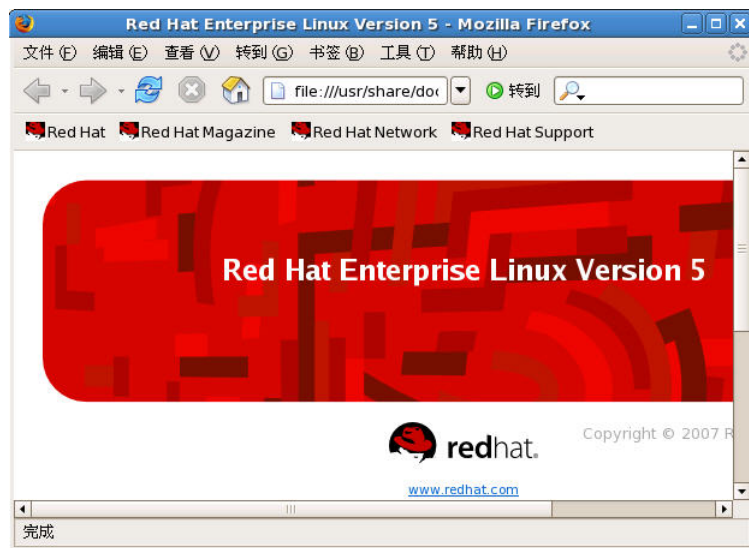 Red Hat Enterprise Linux Version 5 - Mozilla Firefox
文件(F) 编辑(E) 查看(V) 转到(G) 书签(B) 工具(T) 帮助(H)
file:///usr/share/doc 转到
Red Hat Red Hat Magazine Red Hat Network Red Hat Support
Red Hat Enterprise Linux Version 5
redhat.
Copyright © 2007 R
www.redhat.com
完成